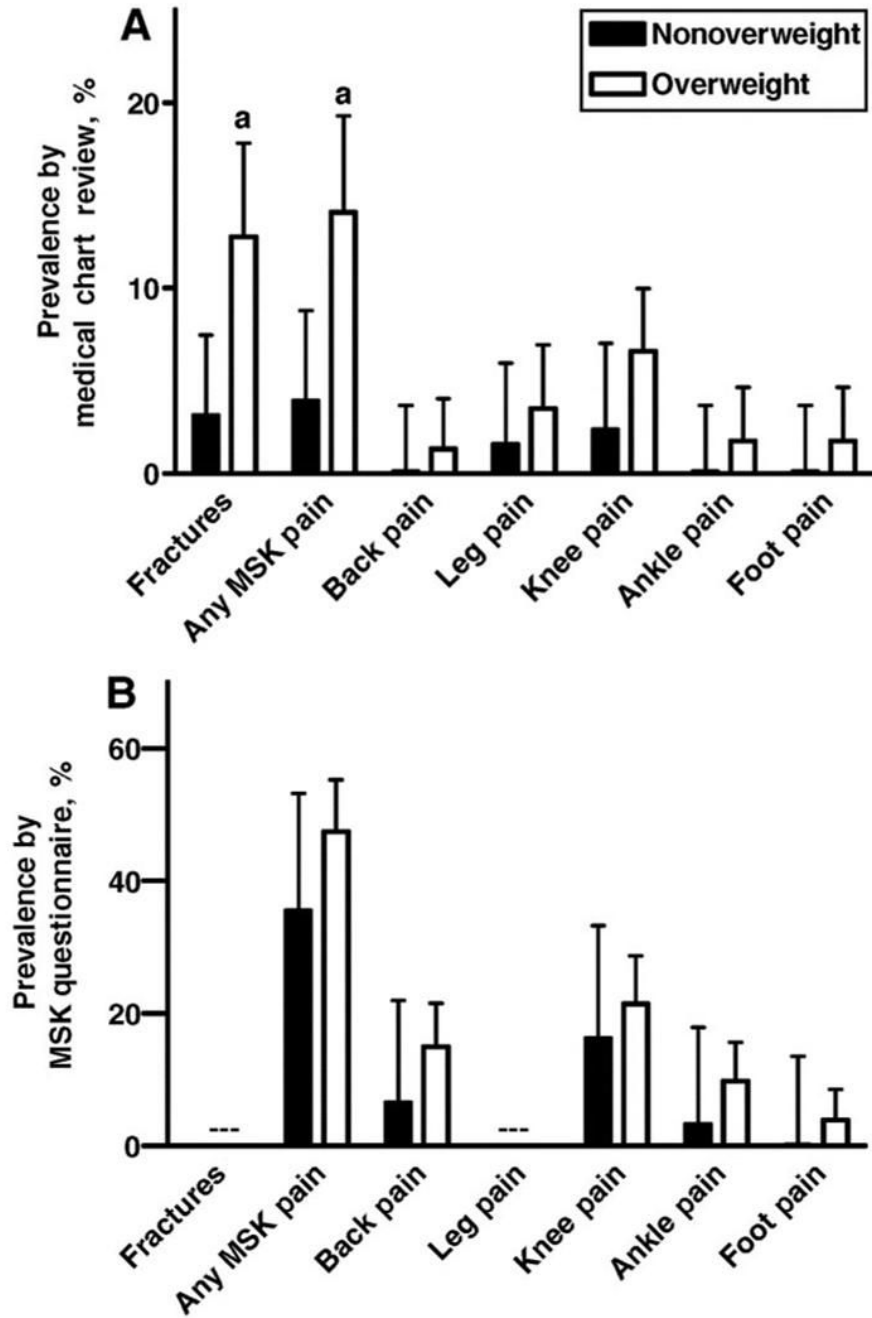 A
Nonoverweight
Overweight
Prevalence by
medical chart review, %
20
10
0
a
a
Fractures
Any MSK pain
Back pain
Leg pain
Knee pain
Ankle pain
Foot pain
B
Prevalence by
MSK questionnaire, %
60
40
20
0
---
---
Fractures
Any MSK pain
Back pain
Leg pain
Knee pain
Ankle pain
Foot pain